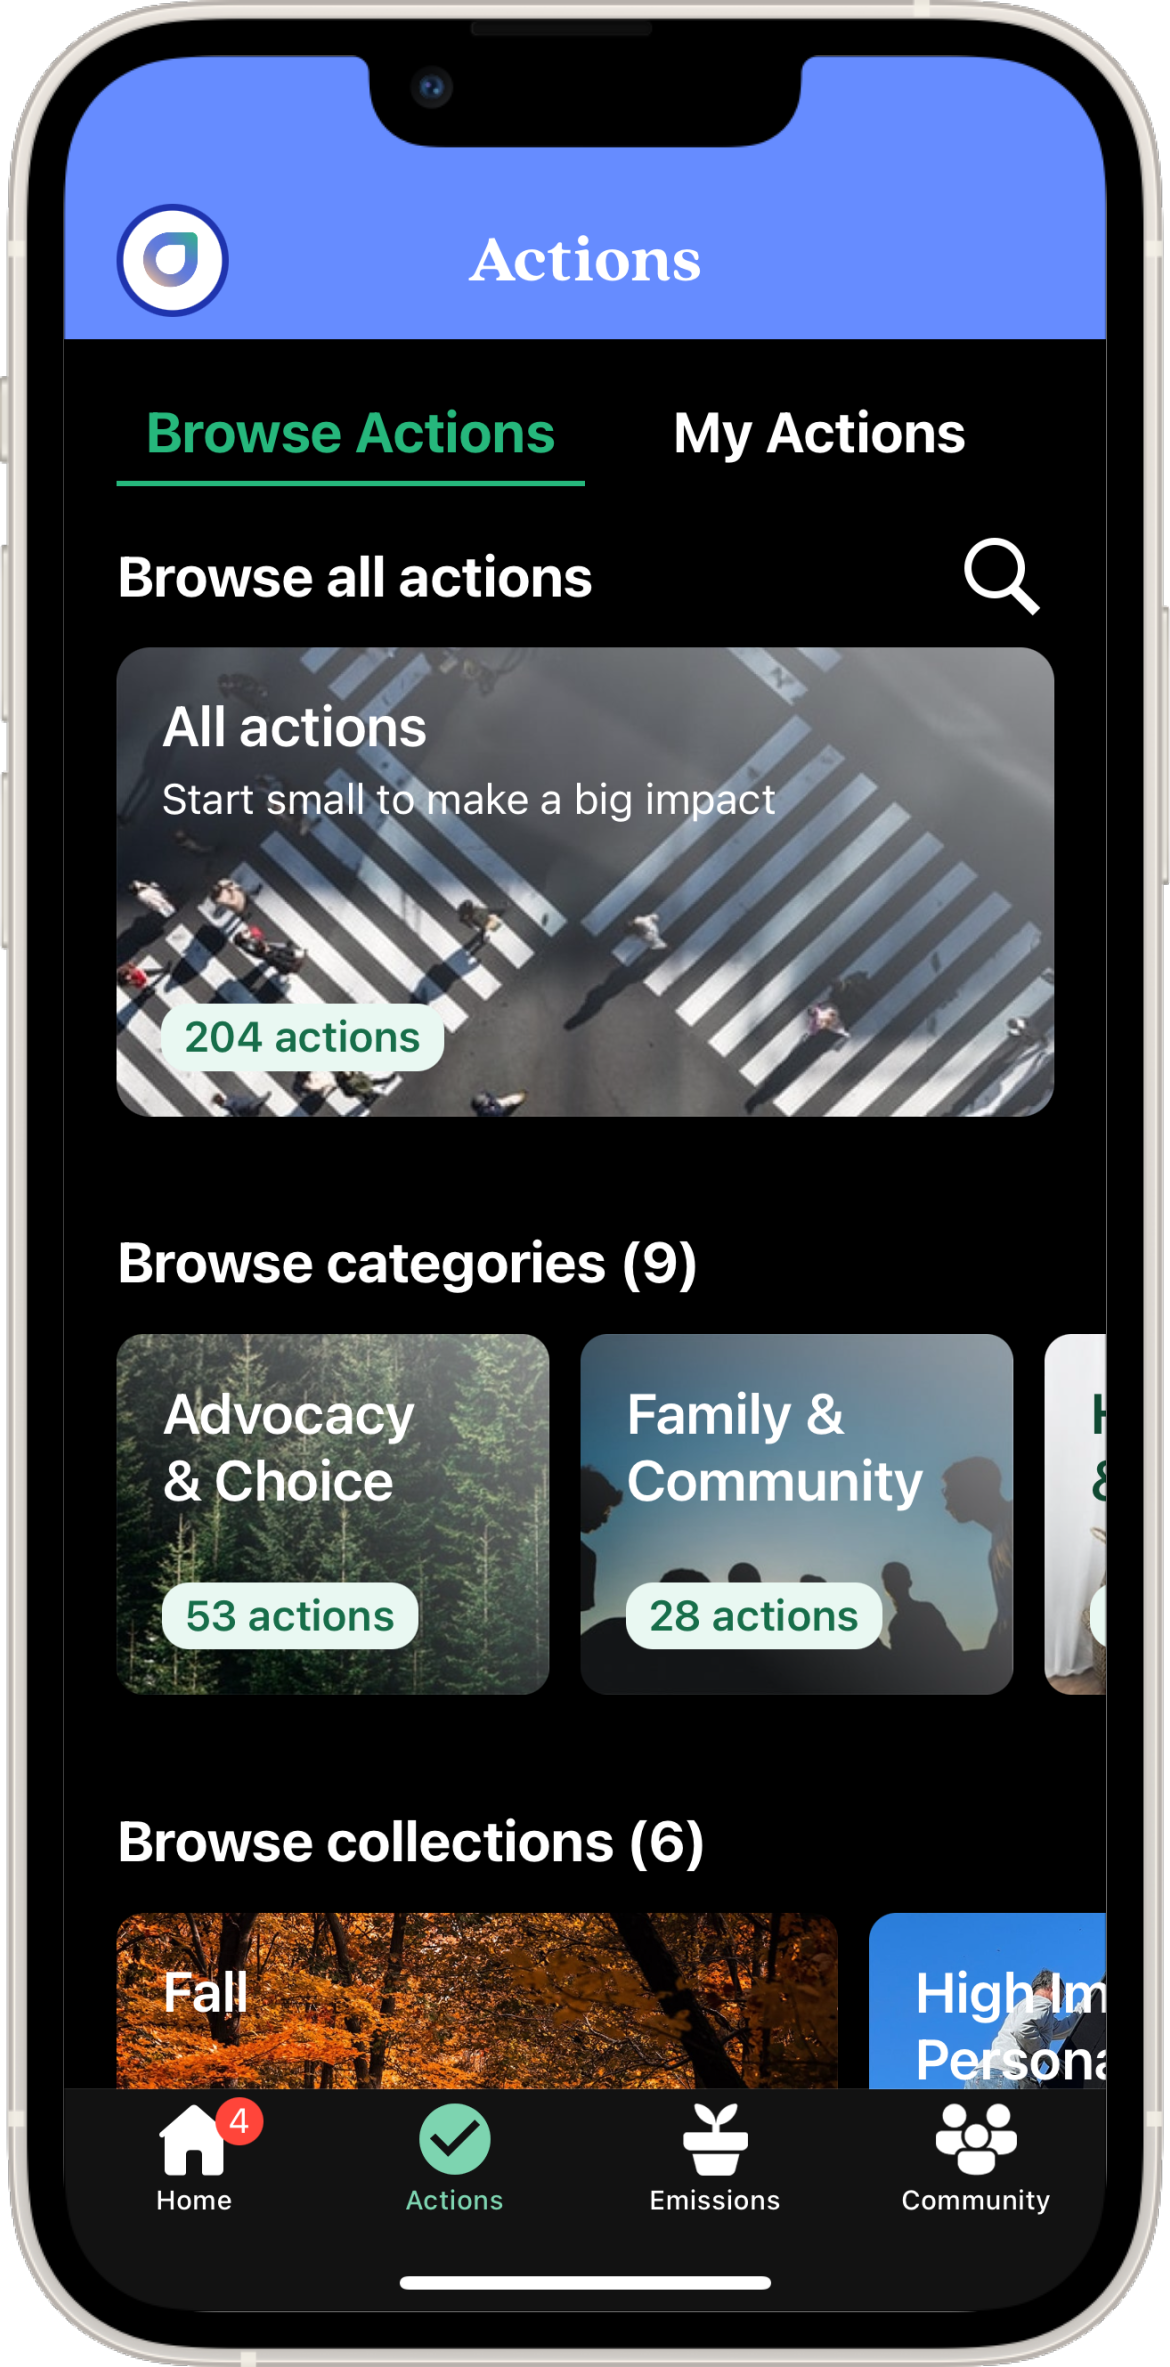 Actions
Browse Actions
My Actions
Browse all actions
All actions
Start small to make a big impact
204 actions
Browse categories (9)
Advocacy
& Choice
53 actions
Family &
Community
28 actions
Browse collections (6)
Fall
High Im
Persona
4
Home
Actions
Emissions
Community